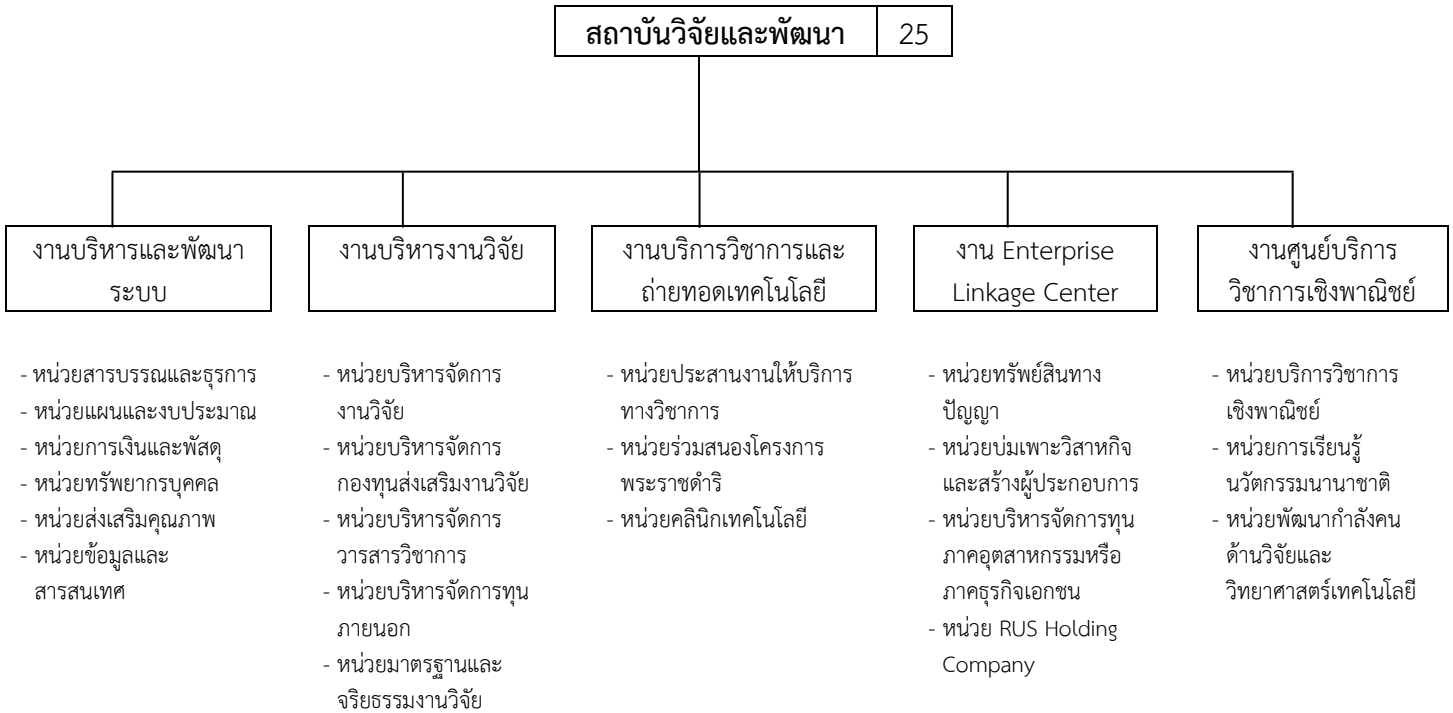 สถาบันวิจัยและพัฒนา 25
งานบริหารและพัฒนา
ระบบ
- หน่วยสารบรรณและธุรการ
- หน่วยแผนและงบประมาณ
- หน่วยการเงินและพัสดุ
- หน่วยทรัพยากรบุคคล
- หน่วยส่งเสริมคุณภาพ
- หน่วยข้อมูลและ
สารสนเทศ
งานบริหารงานวิจัย
- หน่วยบริหารจัดการ
งานวิจัย
- หน่วยบริหารจัดการ
กองทุนส่งเสริมงานวิจัย
- หน่วยบริหารจัดการ
วารสารวิชาการ
- หน่วยบริหารจัดการทุน
ภายนอก
- หน่วยมาตรฐานและ
จริยธรรมงานวิจัย
งานบริการวิชาการและ
ถ่ายทอดเทคโนโลยี
- หน่วยประสานงานให้บริการ
ทางวิชาการ
- หน่วยร่วมสนองโครงการ
พระราชดำริ
- หน่วยคลินิกเทคโนโลยี
งาน Enterprise
Linkage Center
- หน่วยทรัพย์สินทาง
ปัญญา
- หน่วยบ่มเพาะวิสาหกิจ
และสร้างผู้ประกอบการ
- หน่วยบริหารจัดการทุน
ภาคอุตสาหกรรมหรือ
ภาคธุรกิจเอกชน
- หน่วย RUS Holding
Company
งานศูนย์บริการ
วิชาการเชิงพาณิชย์
- หน่วยบริการวิชาการ
เชิงพาณิชย์
- หน่วยการเรียนรู้
นวัตกรรมนานาชาติ
- หน่วยพัฒนากำลังคน
ด้านวิจัยและ
วิทยาศาสตร์เทคโนโลยี